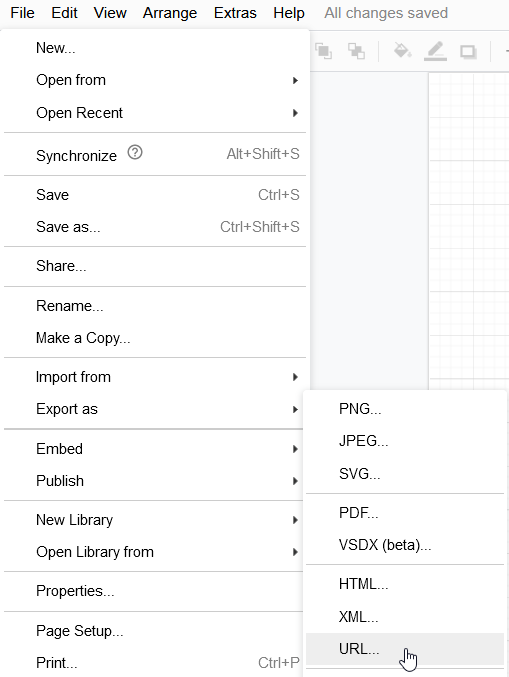 File Edit View Arrange Extras Help All changes saved
New...
Open from
Open Recent
Synchronize ? Alt+Shift+S
Save Ctrl+S
Save as... Ctrl+Shift+S
Share...
Rename...
Make a Copy...
Import from
Export as
Embed
Publish
New Library
Open Library from
Properties...
Page Setup...
Print... Ctrl+P
PNG...
JPEG...
SVG...
PDF...
VSDX (beta)...
HTML...
XML...
URL...